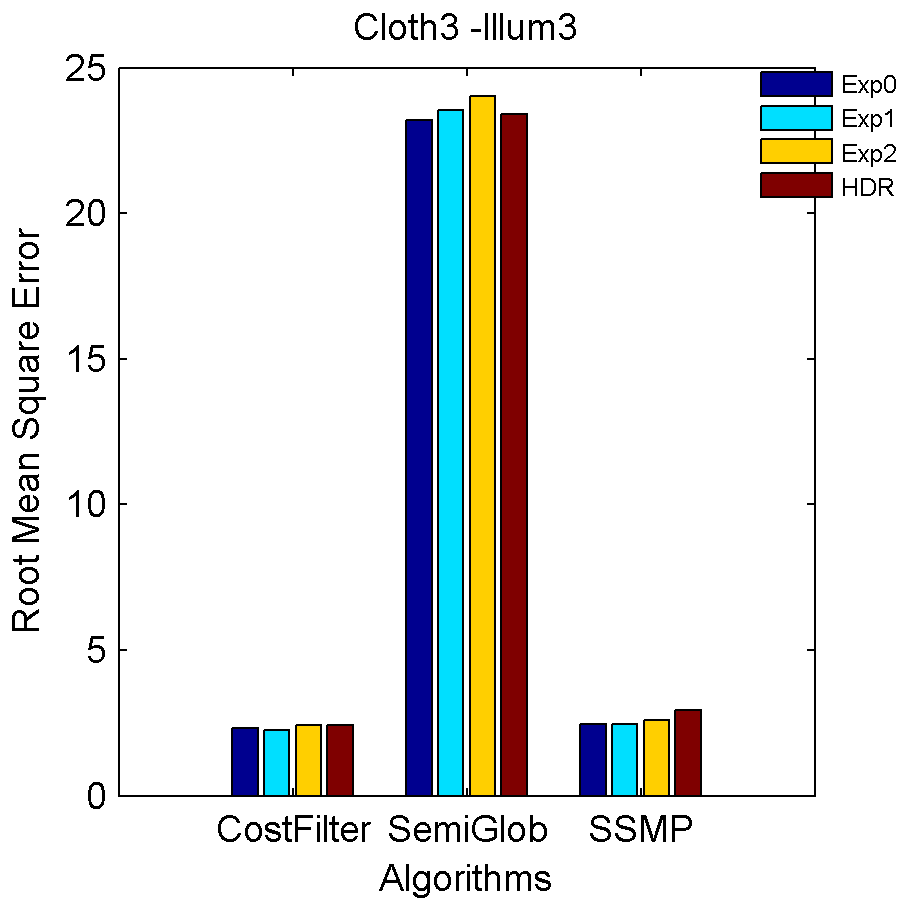 Cloth3 -Illum3
25
20
15
10
5
0
Root Mean Square Error
Exp0
Exp1
Exp2
HDR
CostFilter SemiGlob SSMP
Algorithms